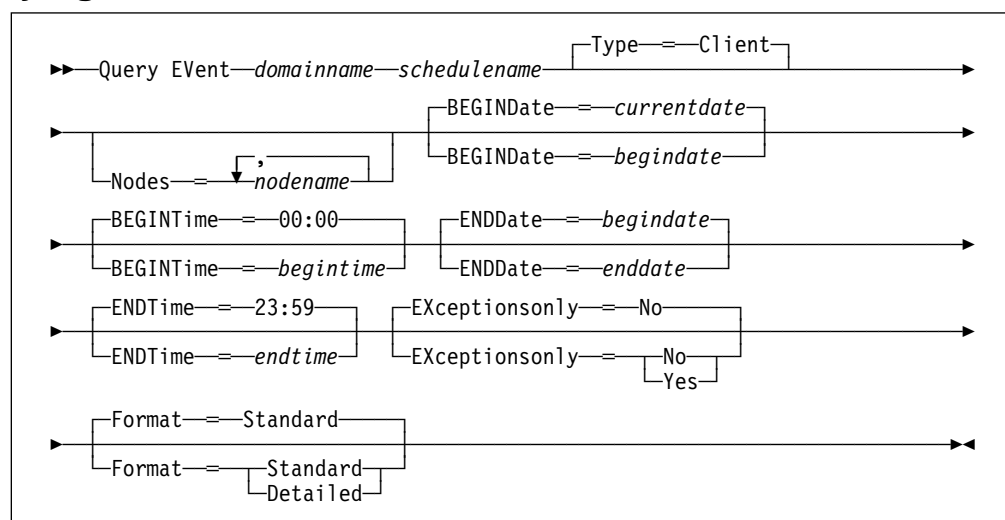 Type = Client
Query EVent domainname schedulename
BEGINDate = currentdate
BEGINDate = begindate
,
Nodes = nodename
BEGINTime = 00:00
BEGINTime = begintime
ENDDate = begindate
ENDDate = enddate
ENDTime = 23:59
ENDTime = endtime
EXceptionsonly = No
EXceptionsonly = No
Yes
Format = Standard
Format = Standard
Detailed